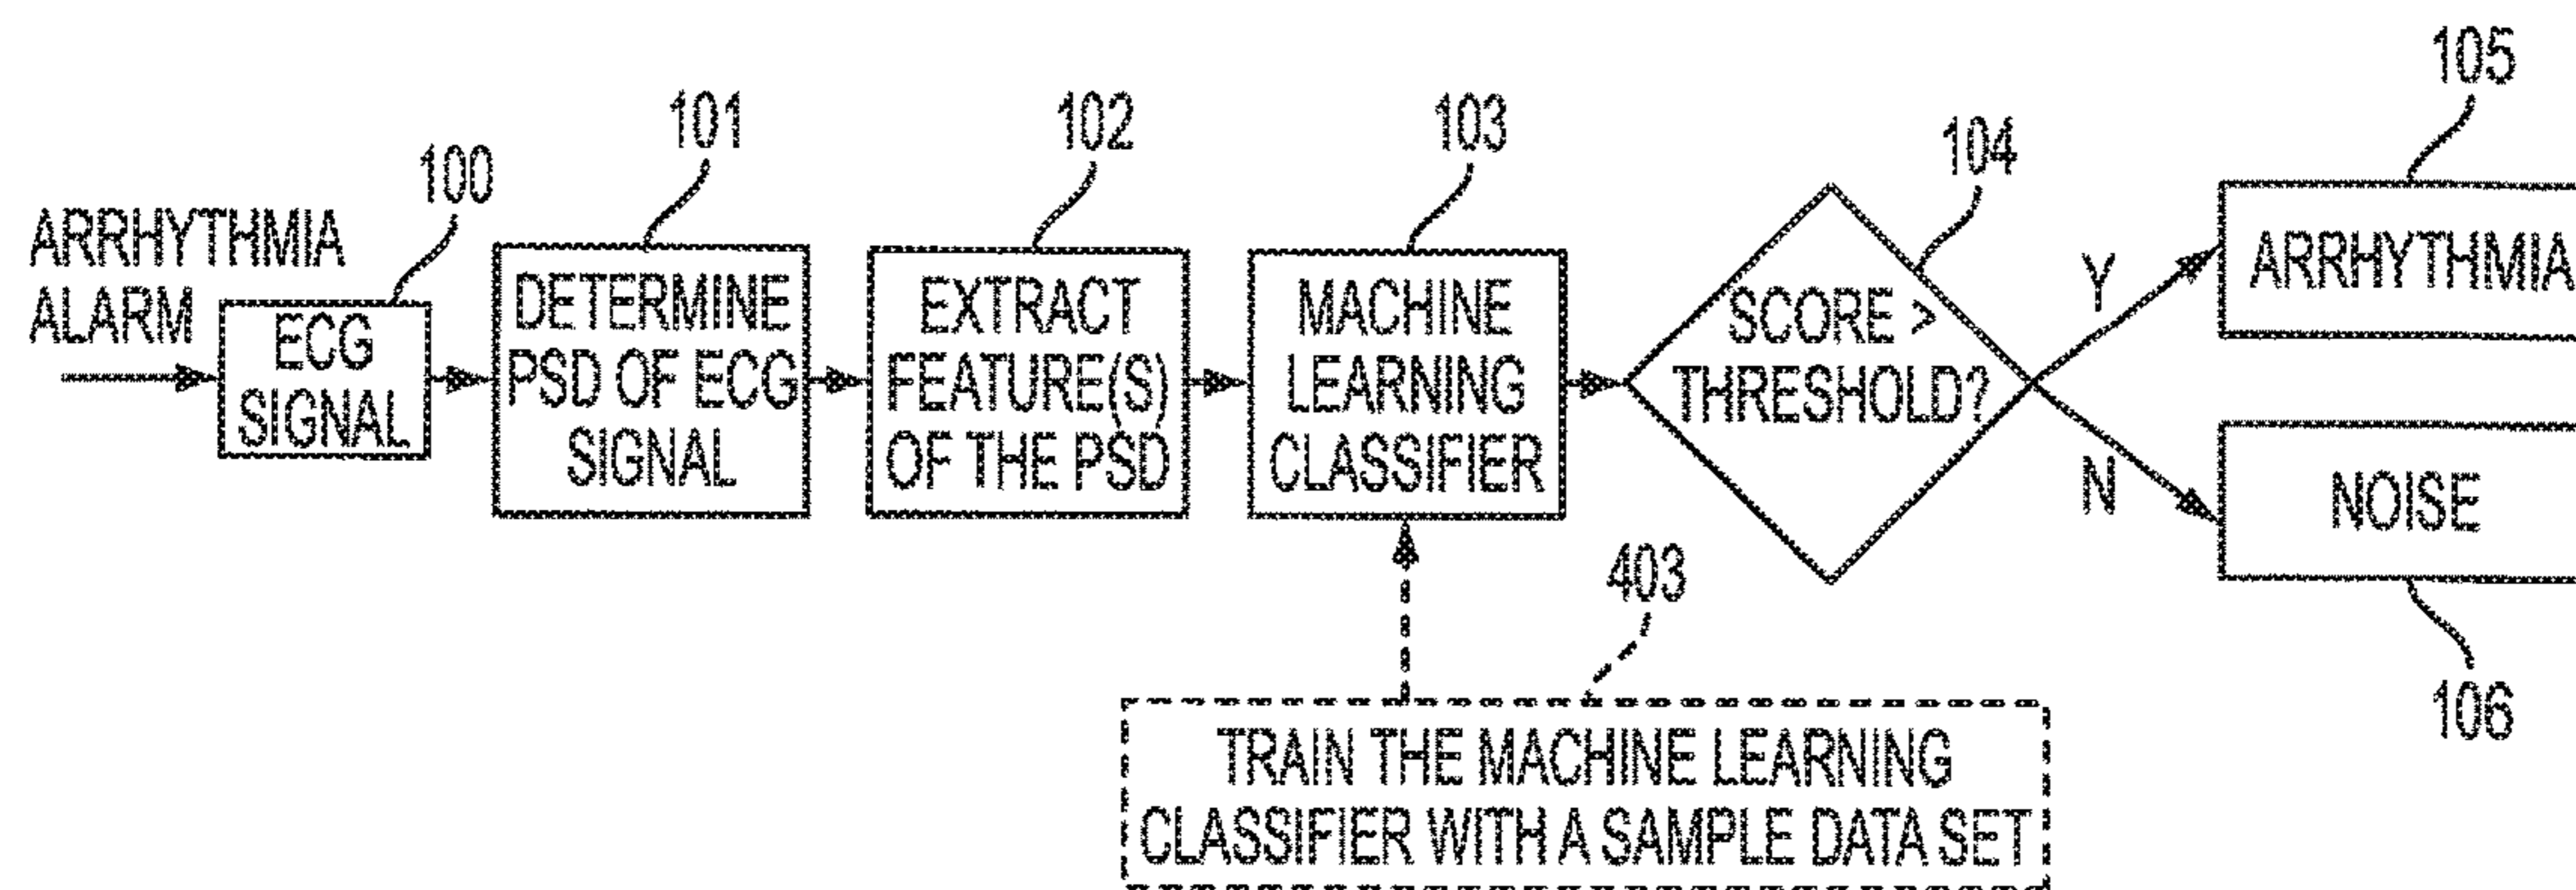 ARRHYTHMIA
ALARM
100
ECG
SIGNAL
101
DETERMINE
PSD OF ECG
SIGNAL
102
EXTRACT
FEATURE(S)
OF THE PSD
103
MACHINE
LEARNING
CLASSIFIER
104
SCORE >
THRESHOLD?
Y
N
105
ARRHYTHMIA
NOISE
106
403
TRAIN THE MACHINE LEARNING
CLASSIFIER WITH A SAMPLE DATA SET